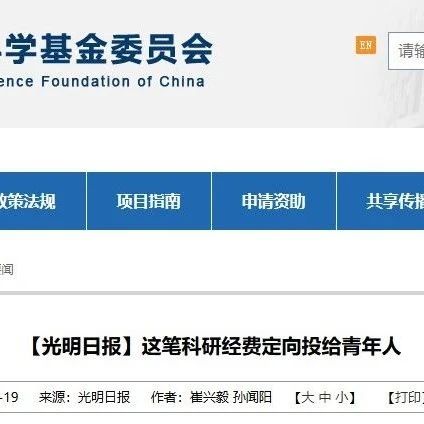 学基金委员会
ence Foundation of China
EN
请输
政策法规
项目指南
申请资助
共享传播
闻
【光明日报】这笔科研经费定向投给青年人
-19 来源：光明日报 作者：崔兴毅 孙闻阳 【大 中 小】 【打印】